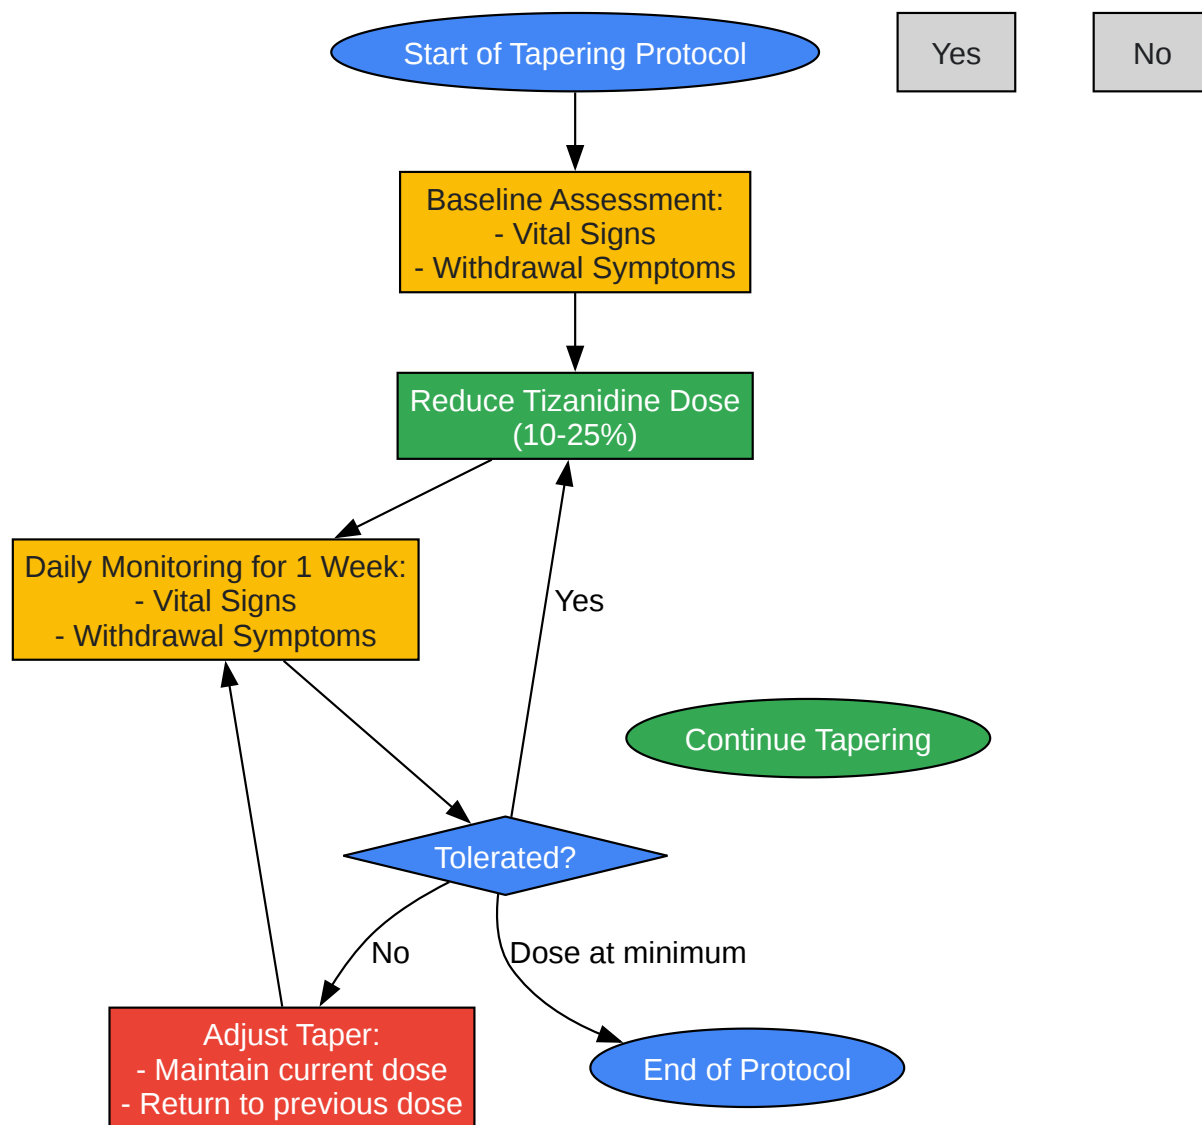 Start of Tapering Protocol
Yes
No
Baseline Assessment:
- Vital Signs
- Withdrawal Symptoms
Reduce Tizanidine Dose
(10-25%)
Daily Monitoring for 1 Week:
- Vital Signs
- Withdrawal Symptoms
Yes
Continue Tapering
Tolerated?
No
Dose at minimum
Adjust Taper:
- Maintain current dose
- Return to previous dose
End of Protocol